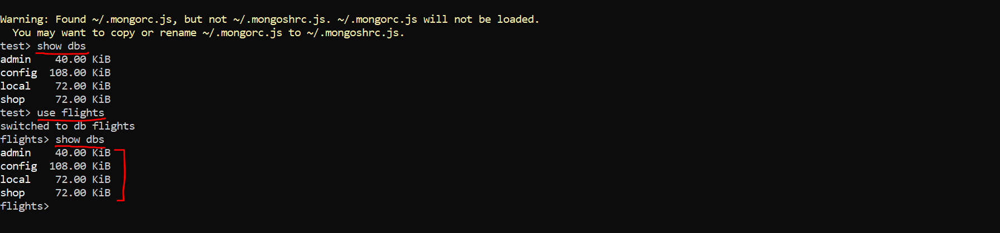 Warning: Found ~/.mongorc.js, but not ~/.mongoshrc.js. ~/.mongorc.js will not be loaded.
  You may want to copy or rename ~/.mongorc.js to ~/.mongoshrc.js.
test> show dbs
admin    40.00 KiB
config  108.00 KiB
local    72.00 KiB
shop     72.00 KiB
test> use flights
switched to db flights
flights> show dbs
admin    40.00 KiB
config  108.00 KiB
local    72.00 KiB
shop     72.00 KiB
flights>